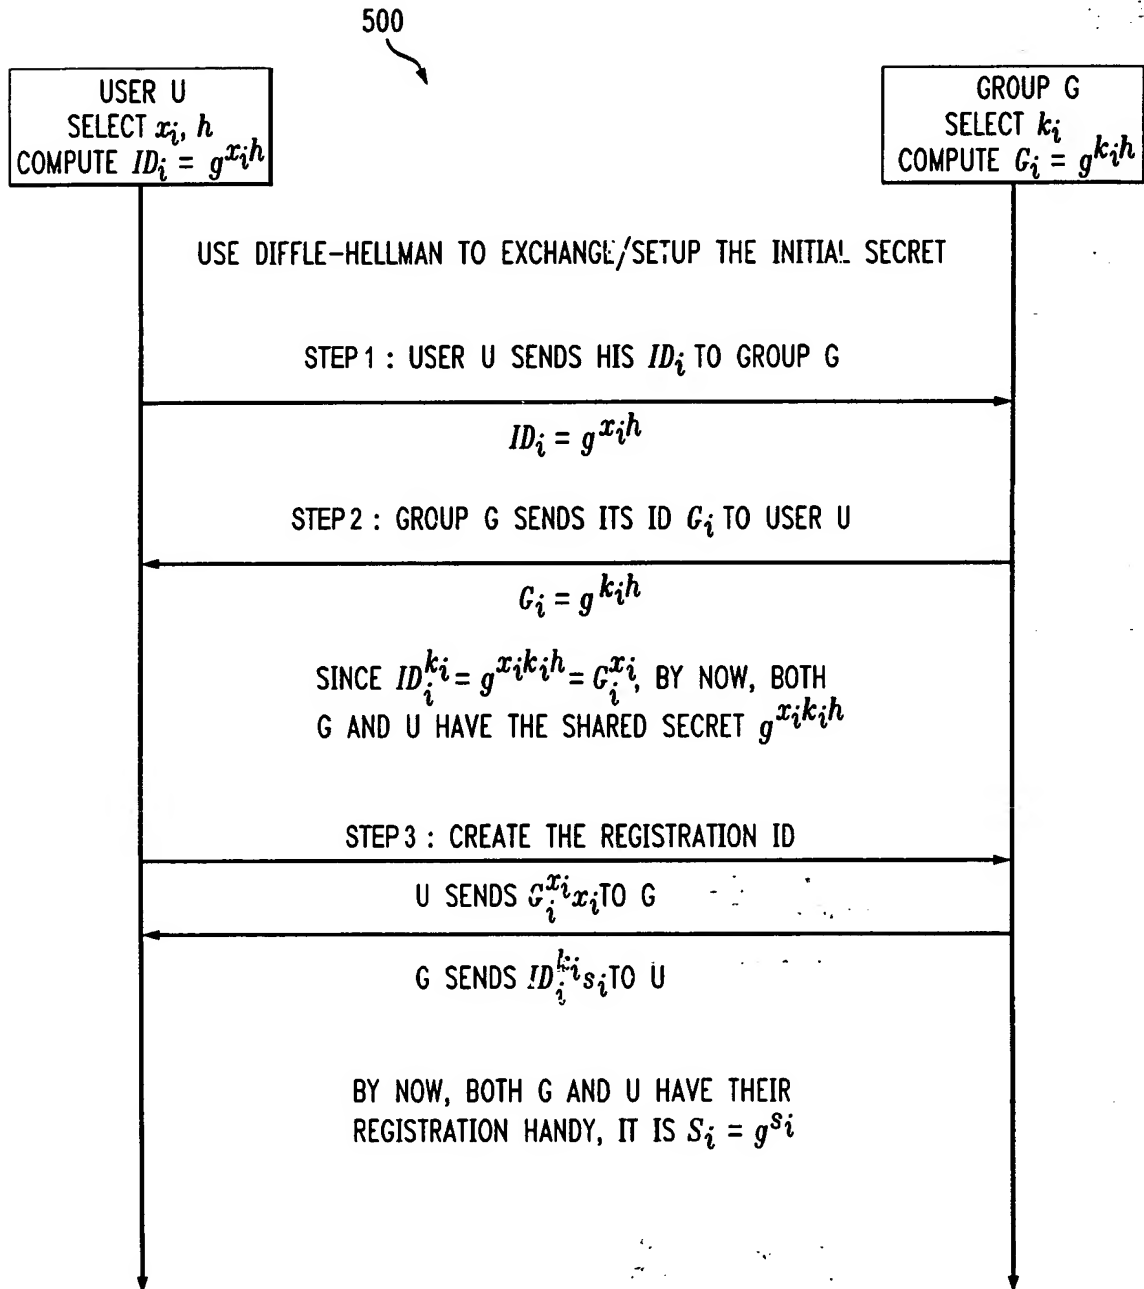 500
USER U
SELECT x_i, h
COMPUTE ID_i = g^{x_i h}
GROUP G
SELECT k_i
COMPUTE G_i = g^{k_i h}
USE DIFFLE-HELLMAN TO EXCHANGE/SETUP THE INITIAL SECRET
STEP 1 : USER U SENDS HIS ID_i TO GROUP G
ID_i = g^{x_i h}
STEP 2 : GROUP G SENDS ITS ID G_i TO USER U
G_i = g^{k_i h}
SINCE ID_i^{k_i} = g^{x_i k_i h} = G_i^{x_i}, BY NOW, BOTH
G AND U HAVE THE SHARED SECRET g^{x_i k_i h}
STEP 3 : CREATE THE REGISTRATION ID
U SENDS G_i^{x_i} x_i TO G
G SENDS ID_i^{k_i} s_i TO U
BY NOW, BOTH G AND U HAVE THEIR
REGISTRATION HANDY, IT IS S_i = g^{s_i}